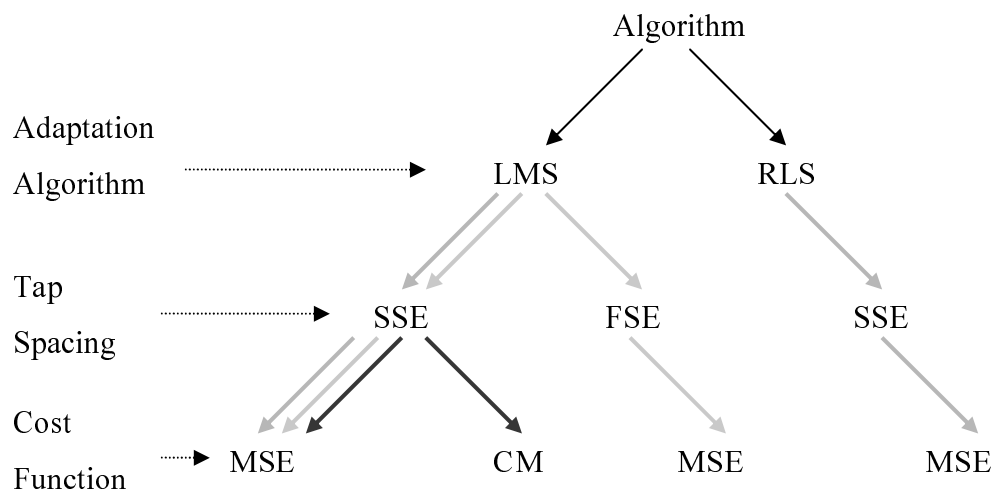 Algorithm
Adaptation
Algorithm
LMS
RLS
Tap
Spacing
SSE
FSE
SSE
Cost
Function
MSE
CM
MSE
MSE